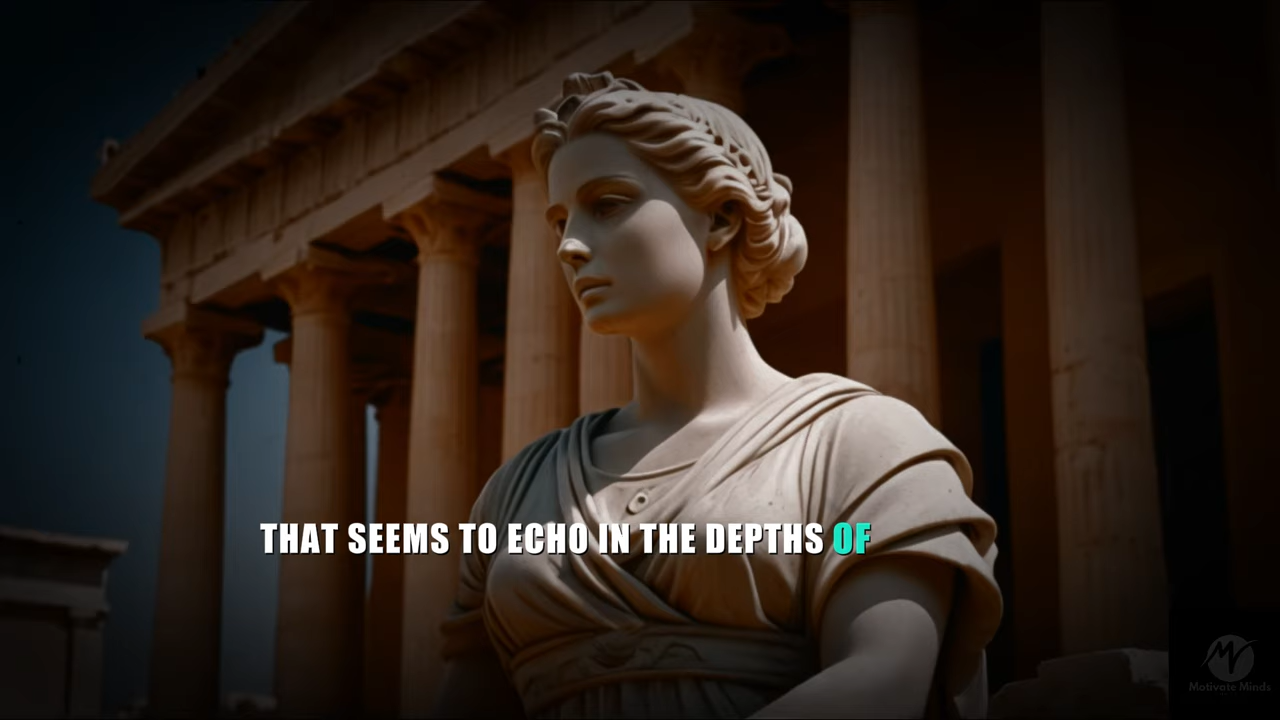 THAT SEEMS TO ECHO IN THE DEPTHS OF
Motivate Minds